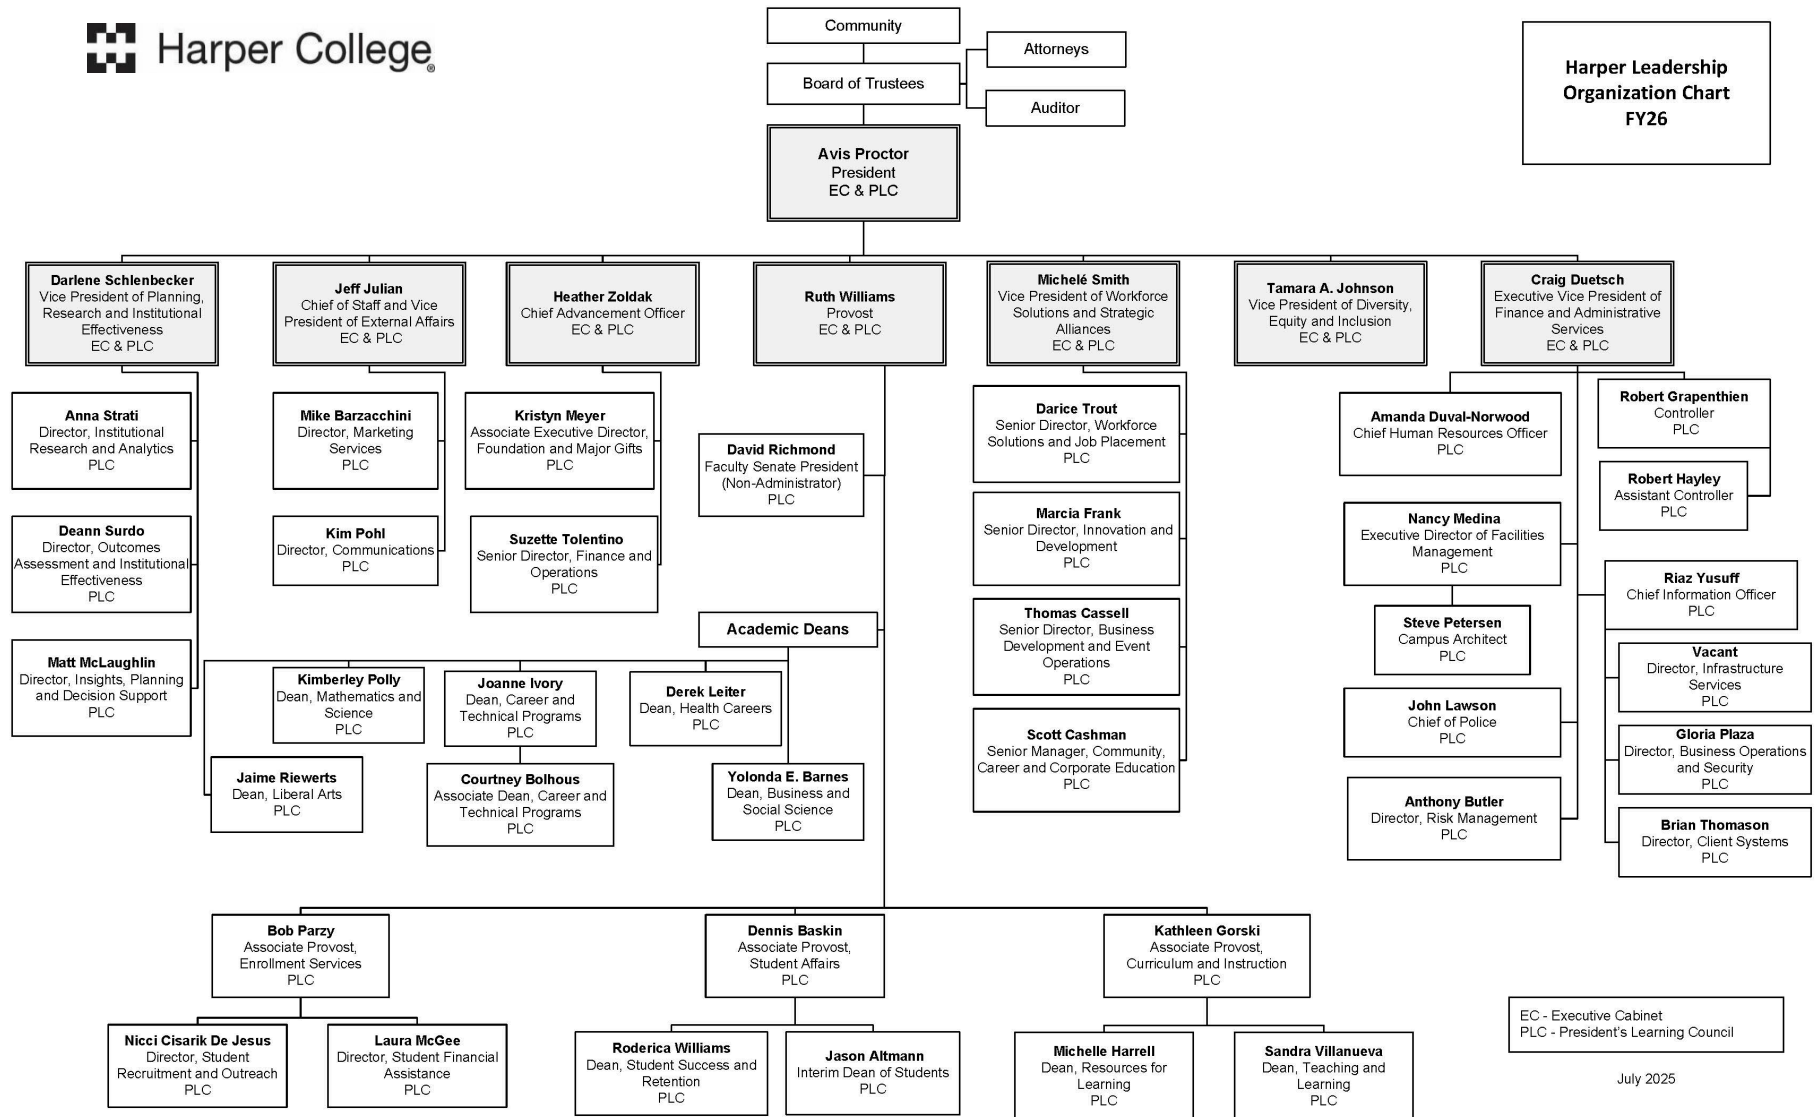 Harper College®
Community
Board of Trustees
Attorneys
Auditor
Harper Leadership
Organization Chart
FY26
Avis Proctor
President
EC & PLC
Darlene Schlenbecker
Vice President of Planning,
Research and Institutional
Effectiveness
EC & PLC
Jeff Julian
Chief of Staff and Vice
President of External Affairs
EC & PLC
Heather Zoldak
Chief Advancement Officer
EC & PLC
Ruth Williams
Provost
EC & PLC
Michelé Smith
Vice President of Workforce
Solutions and Strategic
Alliances
EC & PLC
Tamara A. Johnson
Vice President of Diversity,
Equity and Inclusion
EC & PLC
Craig Duetsch
Executive Vice President of
Finance and Administrative
Services
EC & PLC
Anna Strati
Director, Institutional
Research and Analytics
PLC
Deann Surdo
Director, Outcomes
Assessment and Institutional
Effectiveness
PLC
Matt McLaughlin
Director, Insights, Planning
and Decision Support
PLC
Mike Barzacchini
Director, Marketing
Services
PLC
Kim Pohl
Director, Communications
PLC
Kristyn Meyer
Associate Executive Director,
Foundation and Major Gifts
PLC
Suzette Tolentino
Senior Director, Finance and
Operations
PLC
David Richmond
Faculty Senate President
(Non-Administrator)
PLC
Academic Deans
Kimberley Polly
Dean, Mathematics and
Science
PLC
Joanne Ivory
Dean, Career and
Technical Programs
PLC
Derek Leiter
Dean, Health Careers
PLC
Jaime Riewerts
Dean, Liberal Arts
PLC
Courtney Bolhous
Associate Dean, Career and
Technical Programs
PLC
Yolonda E. Barnes
Dean, Business and
Social Science
PLC
Darice Trout
Senior Director, Workforce
Solutions and Job Placement
PLC
Marcia Frank
Senior Director, Innovation and
Development
PLC
Thomas Cassell
Senior Director, Business
Development and Event
Operations
PLC
Scott Cashman
Senior Manager, Community,
Career and Corporate Education
PLC
Amanda Duval-Norwood
Chief Human Resources Officer
PLC
Robert Grapenthien
Controller
PLC
Robert Hayley
Assistant Controller
PLC
Nancy Medina
Executive Director of Facilities
Management
PLC
Steve Petersen
Campus Architect
PLC
John Lawson
Chief of Police
PLC
Anthony Butler
Director, Risk Management
PLC
Riaz Yusuff
Chief Information Officer
PLC
Vacant
Director, Infrastructure
Services
PLC
Gloria Plaza
Director, Business Operations
and Security
PLC
Brian Thomason
Director, Client Systems
PLC
Bob Parzy
Associate Provost,
Enrollment Services
PLC
Dennis Baskin
Associate Provost,
Student Affairs
PLC
Kathleen Gorski
Associate Provost,
Curriculum and Instruction
PLC
Nicci Cisarik De Jesus
Director, Student
Recruitment and Outreach
PLC
Laura McGee
Director, Student Financial
Assistance
PLC
Roderica Williams
Dean, Student Success and
Retention
PLC
Jason Altmann
Interim Dean of Students
PLC
Michelle Harrell
Dean, Resources for
Learning
PLC
Sandra Villanueva
Dean, Teaching and
Learning
PLC
EC - Executive Cabinet
PLC - President's Learning Council
July 2025